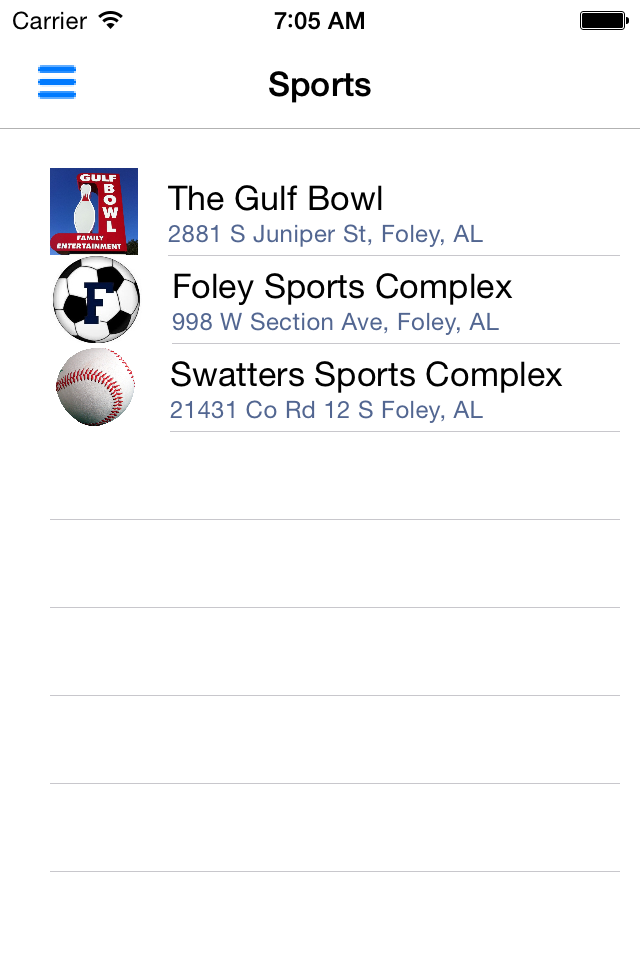 Carrier 7:05 AM
Sports
GULF
BOWL
FAMILY
ENTERTAINMENT
The Gulf Bowl
2881 S Juniper St, Foley, AL
F
Foley Sports Complex
998 W Section Ave, Foley, AL
Swatters Sports Complex
21431 Co Rd 12 S Foley, AL